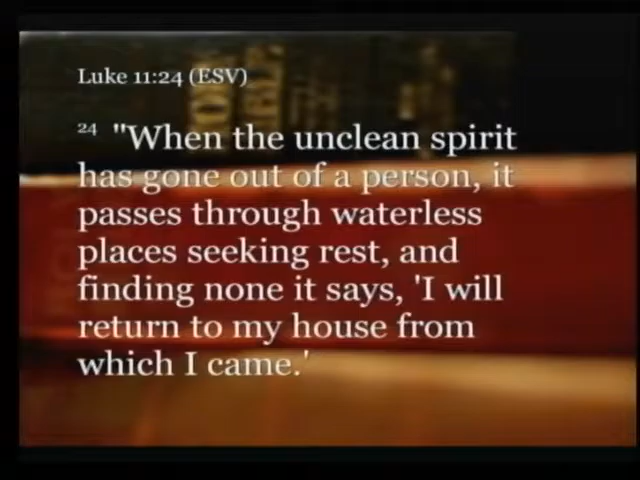 Luke 11:24 (ESV)
24 "When the unclean spirit
has gone out of a person, it
passes through waterless
places seeking rest, and
finding none it says, 'I will
return to my house from
which I came.'